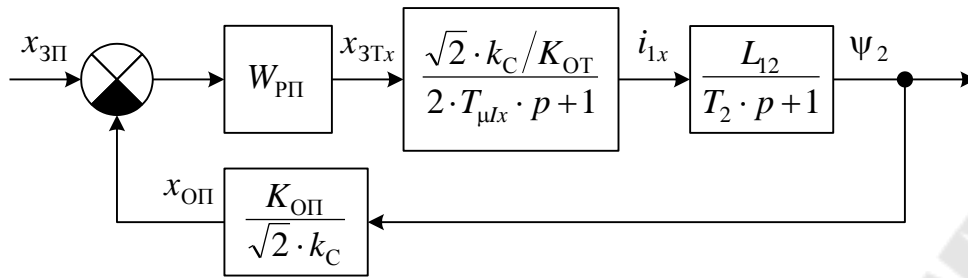 x_ЗП
W_РП
x_ЗТx
√2 · k_С / K_ОТ
2 · T_μIx · p + 1
i_1x
L_12
T_2 · p + 1
ψ_2
x_ОП
K_ОП
√2 · k_С